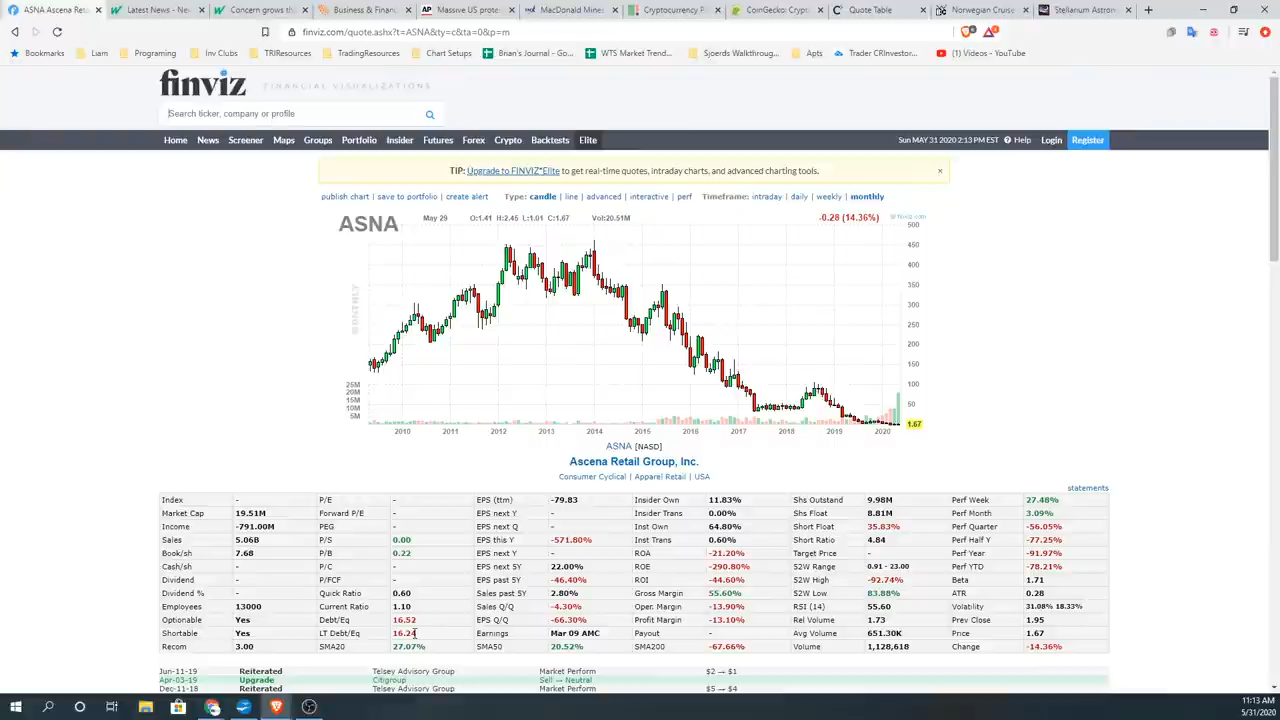 ASNA Ascena Ret
Latest News - New
Concern grows th
Business & Financ
Massive US protes
MacDonald Mines
Cryptocurrency P
CoinGecko: Crypt
Quote Table
Norwegian Cruise
Stellarium Astron
finviz.com/quote.ashx?t=ASNA&ty=c&ta=0&p=m
Bookmarks Liam Programing Inv Clubs TRIResources TradingResources Chart Setups Brian's Journal - Go... WTS Market Trend... Sjoerds Walkthroug... Apts Trader CRInvestor... (1) Videos - YouTube
finviz FINANCIAL VISUALIZATIONS
Search ticker, company or profile
Home News Screener Maps Groups Portfolio Insider Futures Forex Crypto Backtests Elite Sun MAY 31 2020 2:13 PM EST Help Login Register
TIP: Upgrade to FINVIZ*Elite to get real-time quotes, intraday charts, and advanced charting tools. ×
publish chart | save to portfolio | create alert Type: candle | line | advanced | interactive | perf Timeframe: intraday | daily | weekly | monthly
ASNA May 29 O:1.41 H:2.45 L:1.01 C:1.67 Vol:20.51M -0.28 (14.36%) © finviz.com
MONTHLY
500
450
400
350
300
250
200
150
100
50
1.67
25M
20M
15M
10M
5M
2010 2011 2012 2013 2014 2015 2016 2017 2018 2019 2020
ASNA [NASD]
Ascena Retail Group, Inc.
Consumer Cyclical | Apparel Retail | USA
statements
Index - P/E - EPS (ttm) -79.83 Insider Own 11.83% Shs Outstand 9.98M Perf Week 27.48%
Market Cap 19.51M Forward P/E - EPS next Y - Insider Trans 0.00% Shs Float 8.81M Perf Month 3.09%
Income -791.00M PEG - EPS next Q - Inst Own 64.80% Short Float 35.83% Perf Quarter -56.05%
Sales 5.06B P/S 0.00 EPS this Y -571.80% Inst Trans 0.60% Short Ratio 4.84 Perf Half Y -77.25%
Book/sh 7.68 P/B 0.22 EPS next Y - ROA -21.20% Target Price - Perf Year -91.97%
Cash/sh - P/C - EPS next 5Y 22.00% ROE -290.80% 52W Range 0.91 - 23.00 Perf YTD -78.21%
Dividend - P/FCF - EPS past 5Y -46.40% ROI -44.60% 52W High -92.74% Beta 1.71
Dividend % - Quick Ratio 0.60 Sales past 5Y 2.80% Gross Margin 55.60% 52W Low 83.88% ATR 0.28
Employees 13000 Current Ratio 1.10 Sales Q/Q -4.30% Oper. Margin -13.90% RSI (14) 55.60 Volatility 31.08% 18.33%
Optionable Yes Debt/Eq 16.52 EPS Q/Q -66.30% Profit Margin -13.10% Rel Volume 1.73 Prev Close 1.95
Shortable Yes LT Debt/Eq 16.24 Earnings Mar 09 AMC Payout - Avg Volume 651.30K Price 1.67
Recom 3.00 SMA20 27.07% SMA50 20.52% SMA200 -67.66% Volume 1,128,618 Change -14.36%
Jun-11-19 Reiterated Telsey Advisory Group Market Perform $2 → $1
Apr-03-19 Upgrade Citigroup Sell → Neutral
Dec-11-18 Reiterated Telsey Advisory Group Market Perform $5 → $4
11:13 AM
5/31/2020